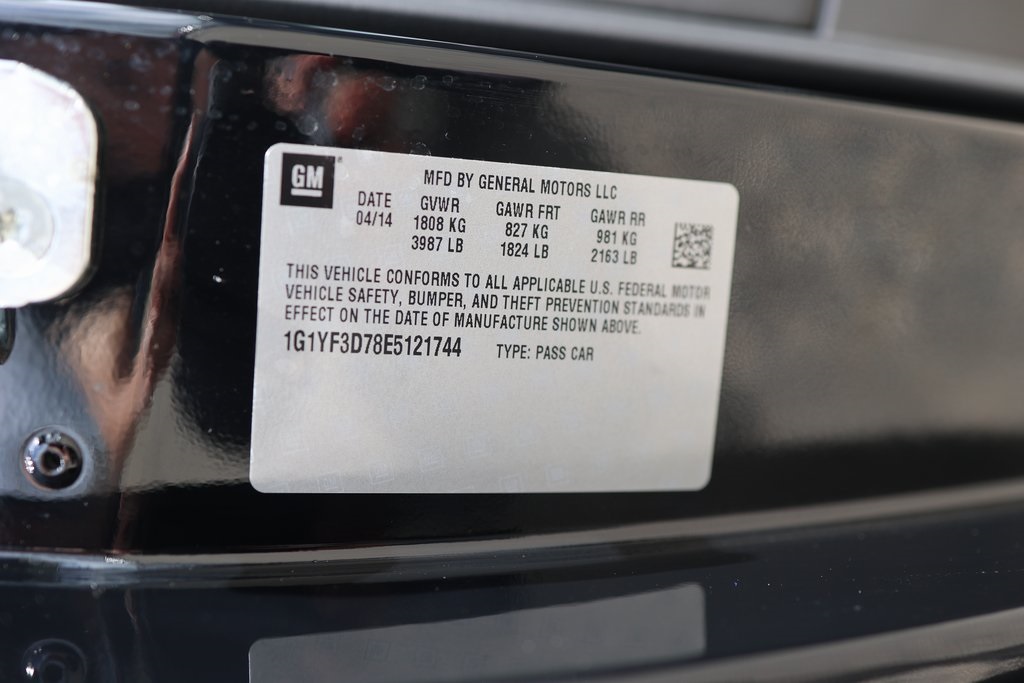 GM
MFD BY GENERAL MOTORS LLC
DATE GVWR GAWR FRT GAWR RR
04/14 1808 KG 827 KG 981 KG
3987 LB 1824 LB 2163 LB
THIS VEHICLE CONFORMS TO ALL APPLICABLE U.S. FEDERAL MOTOR
VEHICLE SAFETY, BUMPER, AND THEFT PREVENTION STANDARDS IN
EFFECT ON THE DATE OF MANUFACTURE SHOWN ABOVE.
1G1YF3D78E5121744 TYPE: PASS CAR